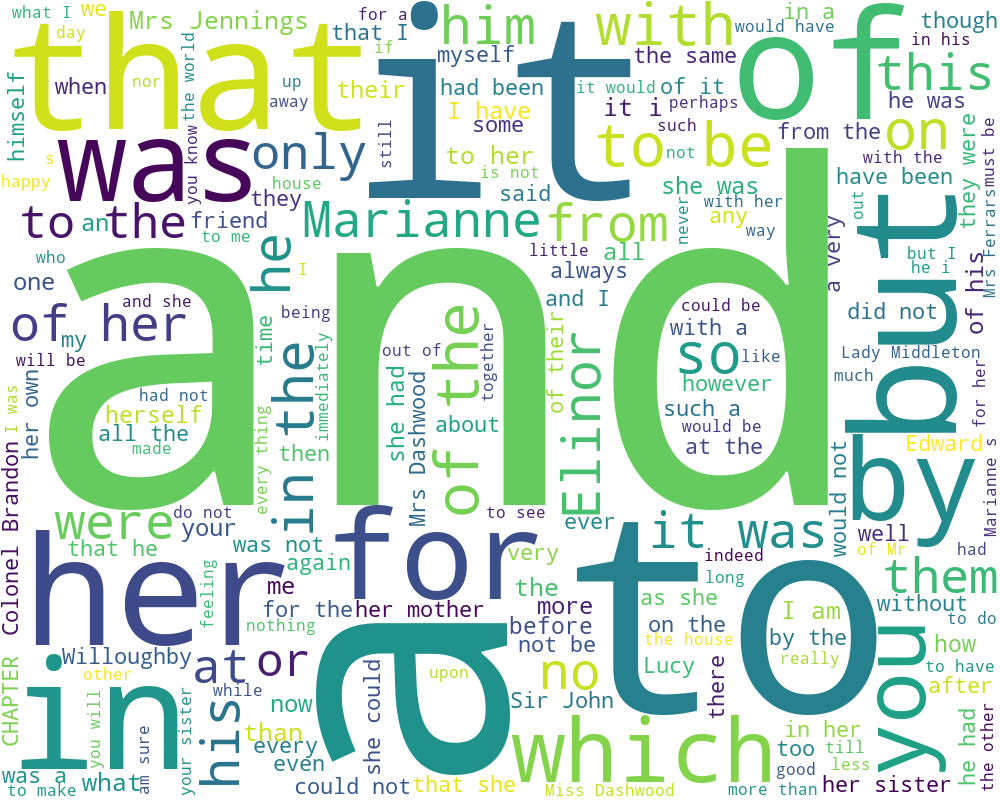 what I
we
day
Mrs Jennings
for a
that I
if
it
him
myself
with
would have
in a
though
in his
that
when
nor
up
away
their
had been
I have
some
the same
it would
of it
it i
perhaps
of
this
he was
on
himself
the world
you know
was
only
still
to her
is not
said
to be
such
not
from the
with the
have been
they were
must be
s
happy
house
they
she was
with her
any
way
never
out
to the
an
friend
to me
he
I
Marianne
from
little
all
always
and I
a very
but
but I
he i
of his
Mrs Ferrars
who
one
and she
being
could be
did not
of her
my
will be
and
time
in the
immediately
out of
together
of the
of their
with a
so
like
however
such a
would be
at the
Lady Middleton
much
for her
I was
her own
had not
herself
all the
made
every thing
then
she had
Mrs Dashwood
about
Elinor
by
Edward
Marianne s
Colonel Brandon
were
do not
your
to see
ever
it was
would not
well
of Mr
had
that he
was not
again
for
very
indeed
long
them
her
feeling
me
nothing
for the
her mother
the
more
before
not be
as she
on the
the house
to
I am
by the
really
without
to do
how
to have
after
Willoughby
other
at
or
a
upon
no
Lucy
there
you
CHAPTER
in
you will
am sure
your sister
his
while
now
than
every
even
she could
could not
that she
Sir John
which
Miss Dashwood
in her
too
till
good
less
more than
her sister
he had
the other
was a
to make
what